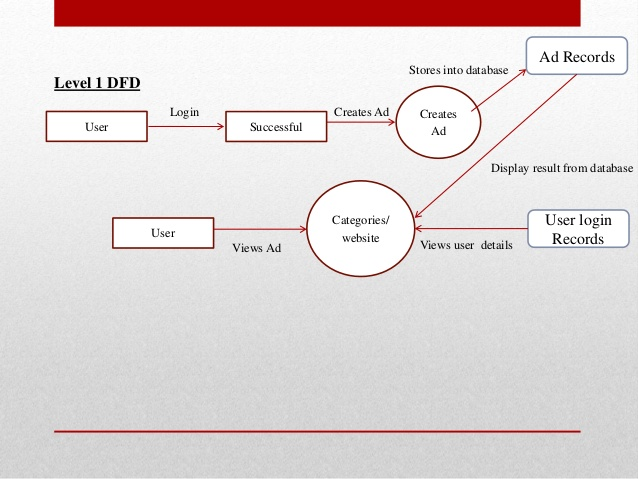 Level 1 DFD
Ad Records
Stores into database
Login
Creates Ad
Creates
Ad
User
Successful
Display result from database
Categories/
website
User login
Records
User
Views Ad
Views user details